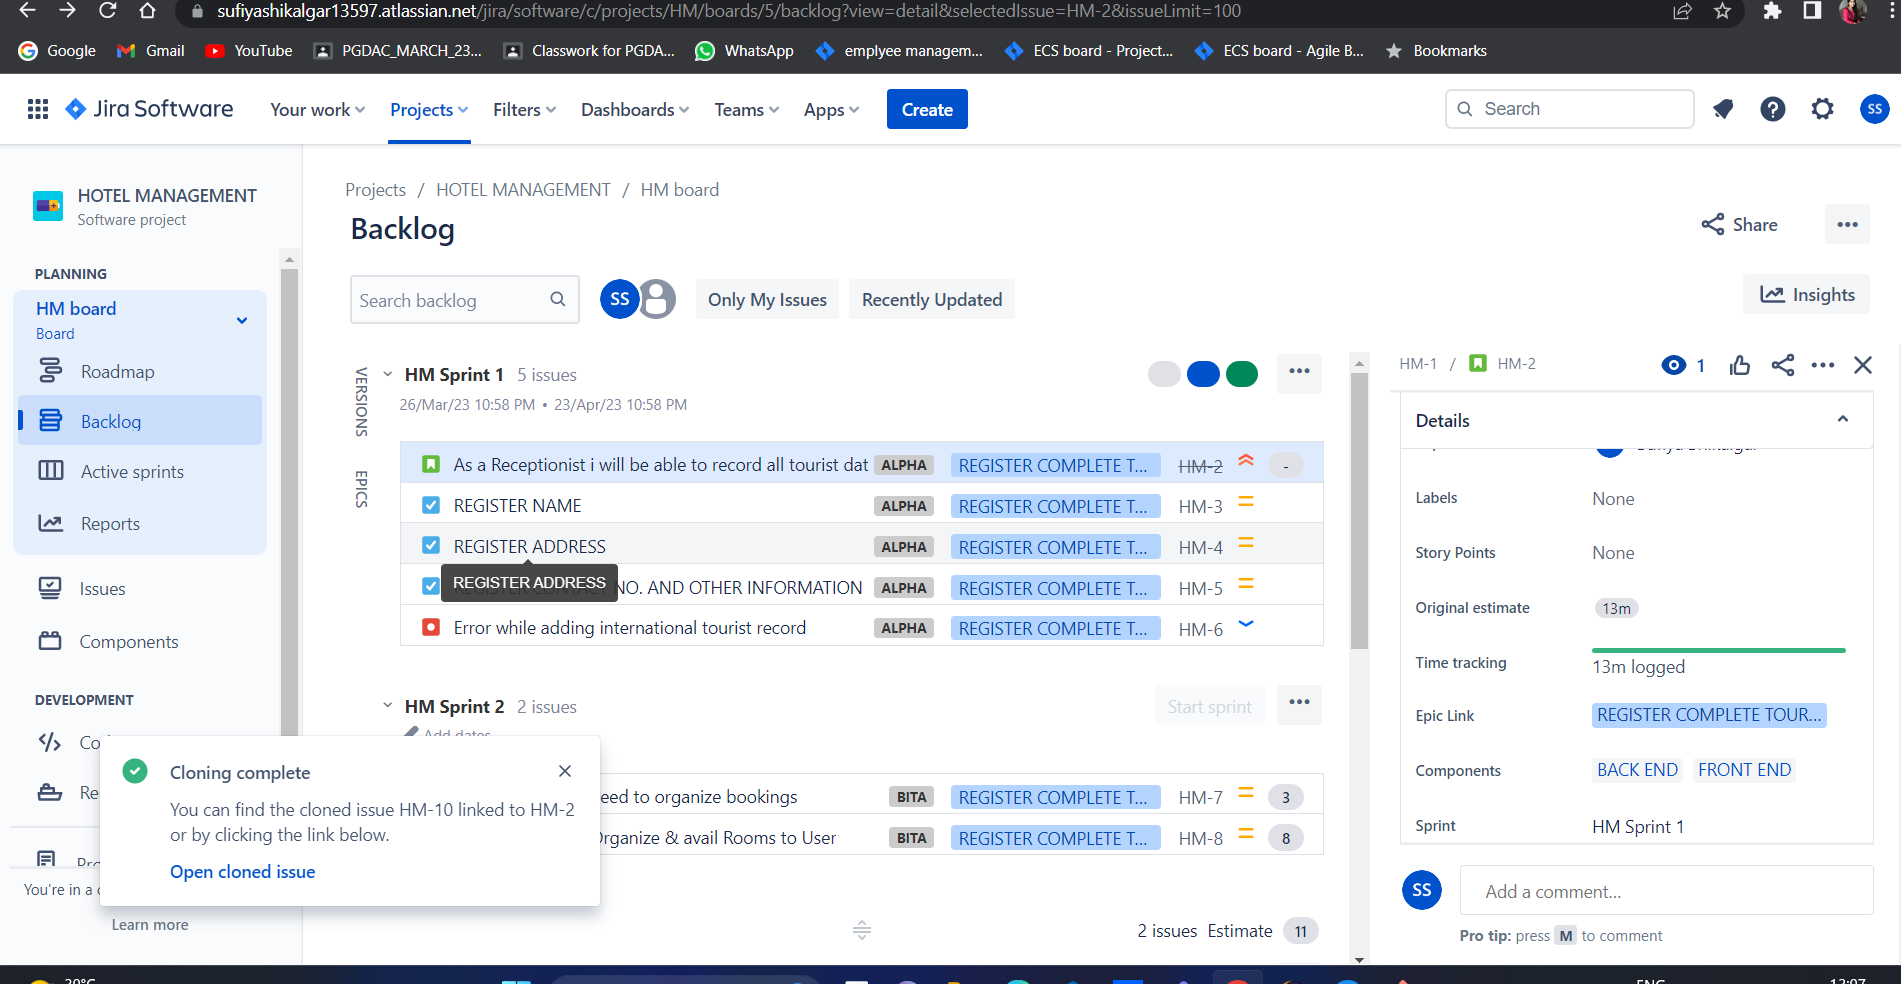 sufiyashikalgar13597.atlassian.net/jira/software/c/projects/HM/boards/5/backlog?view=detail&selectedIssue=HM-2&issueLimit=100
Google Gmail YouTube PGDAC_MARCH_23... Classwork for PGDA... WhatsApp emplyee managem... ECS board - Project... ECS board - Agile B... Bookmarks
Jira Software Your work Projects Filters Dashboards Teams Apps Create Search SS
HOTEL MANAGEMENT
Software project
PLANNING
HM board
Board
Roadmap
Backlog
Active sprints
Reports
Issues
Components
DEVELOPMENT
Co
Re
Pro
You're in a c
Learn more
Projects / HOTEL MANAGEMENT / HM board
Backlog
Share
Search backlog SS Only My Issues Recently Updated Insights
VERSIONS
EPICS
HM Sprint 1 5 issues
26/Mar/23 10:58 PM • 23/Apr/23 10:58 PM
As a Receptionist i will be able to record all tourist dat ALPHA REGISTER COMPLETE T... HM-2 -
REGISTER NAME ALPHA REGISTER COMPLETE T... HM-3
REGISTER ADDRESS ALPHA REGISTER COMPLETE T... HM-4
REGISTER ADDRESS
REGISTER CONTACT NO. AND OTHER INFORMATION ALPHA REGISTER COMPLETE T... HM-5
Error while adding international tourist record ALPHA REGISTER COMPLETE T... HM-6
HM Sprint 2 2 issues Start sprint
Add dates
eed to organize bookings BITA REGISTER COMPLETE T... HM-7 3
Organize & avail Rooms to User BITA REGISTER COMPLETE T... HM-8 8
2 issues Estimate 11
Cloning complete
You can find the cloned issue HM-10 linked to HM-2
or by clicking the link below.
Open cloned issue
HM-1 / HM-2 1
Details
Labels None
Story Points None
Original estimate 13m
Time tracking 13m logged
Epic Link REGISTER COMPLETE TOUR...
Components BACK END FRONT END
Sprint HM Sprint 1
SS Add a comment...
Pro tip: press M to comment